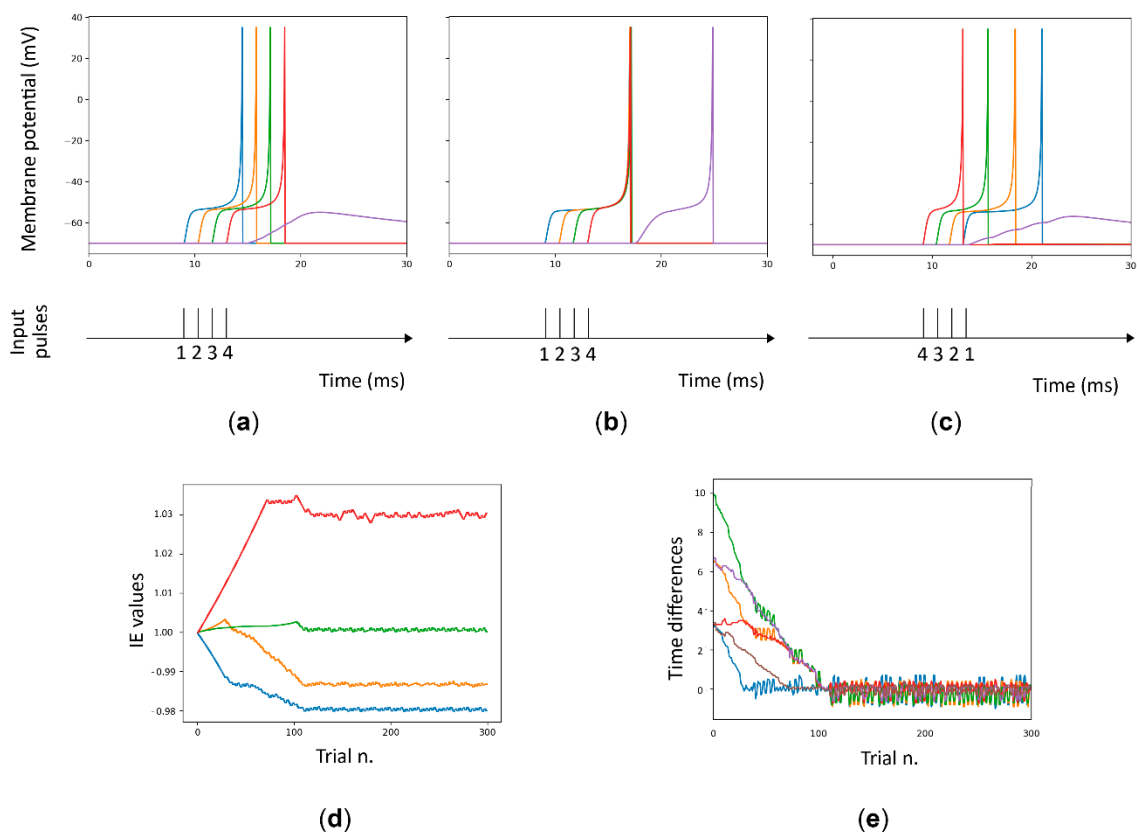 Membrane potential (mV)
40
20
0
−20
−40
−60
0 10 20 30
0 10 20 30
0 10 20 30
Input pulses
1 2 3 4
1 2 3 4
4 3 2 1
Time (ms)
Time (ms)
Time (ms)
(a)
(b)
(c)
IE values
1.03
1.02
1.01
1.00
-0.99
-0.98
0 100 200 300
Trial n.
(d)
Time differences
10
8
6
4
2
0
0 100 200 300
Trial n.
(e)